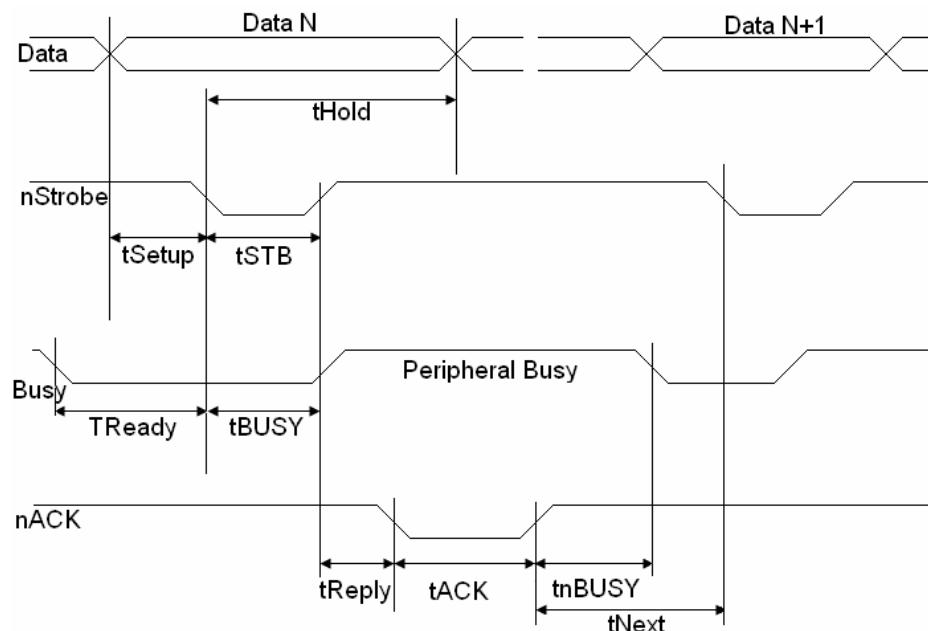 Data N
Data N+1
Data
tHold
nStrobe
tSetup
tSTB
Peripheral Busy
Busy
TReady
tBUSY
nACK
tReply
tACK
tnBUSY
tNext